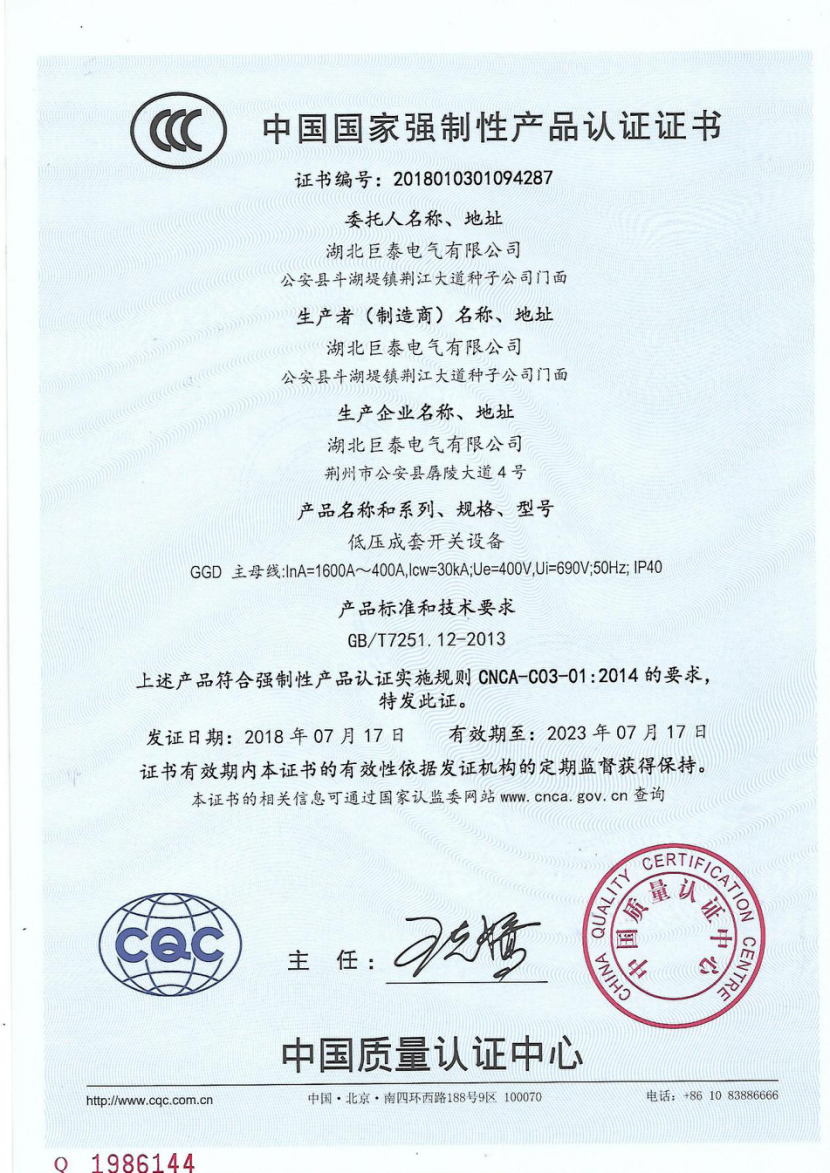 中国国家强制性产品认证证书
证书编号：2018010301094287
委托人名称、地址
湖北巨泰电气有限公司
公安县斗湖堤镇荆江大道种子公司门面
生产者（制造商）名称、地址
湖北巨泰电气有限公司
公安县斗湖堤镇荆江大道种子公司门面
生产企业名称、地址
湖北巨泰电气有限公司
荆州市公安县孱陵大道 4 号
产品名称和系列、规格、型号
低压成套开关设备
GGD 主母线:InA=1600A～400A,Icw=30kA;Ue=400V,Ui=690V;50Hz; IP40
产品标准和技术要求
GB/T7251.12-2013
上述产品符合强制性产品认证实施规则 CNCA-C03-01:2014 的要求，
特发此证。
发证日期：2018 年 07 月 17 日 有效期至：2023 年 07 月 17 日
证书有效期内本证书的有效性依据发证机构的定期监督获得保持。
本证书的相关信息可通过国家认监委网站 www.cnca.gov.cn 查询
CQC
主 任：
CHINA QUALITY CERTIFICATION CENTRE
中国质量认证中心
中国质量认证中心
http://www.cqc.com.cn 中国·北京·南四环西路188号9区 100070 电话：+86 10 83886666
Q 1986144